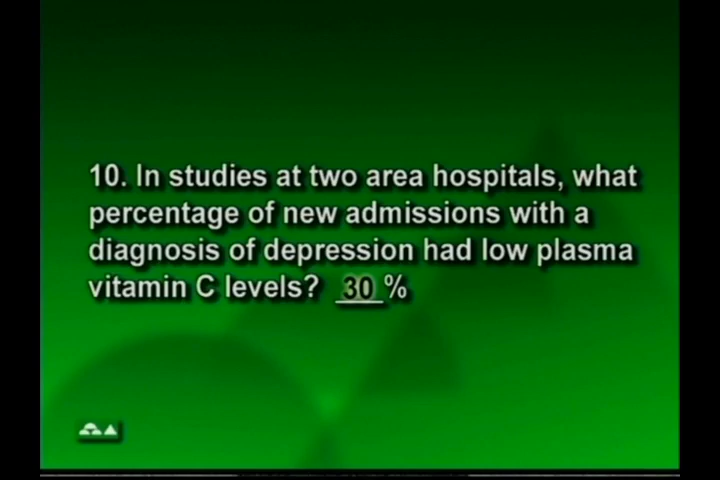 10. In studies at two area hospitals, what
percentage of new admissions with a
diagnosis of depression had low plasma
vitamin C levels? 30 %